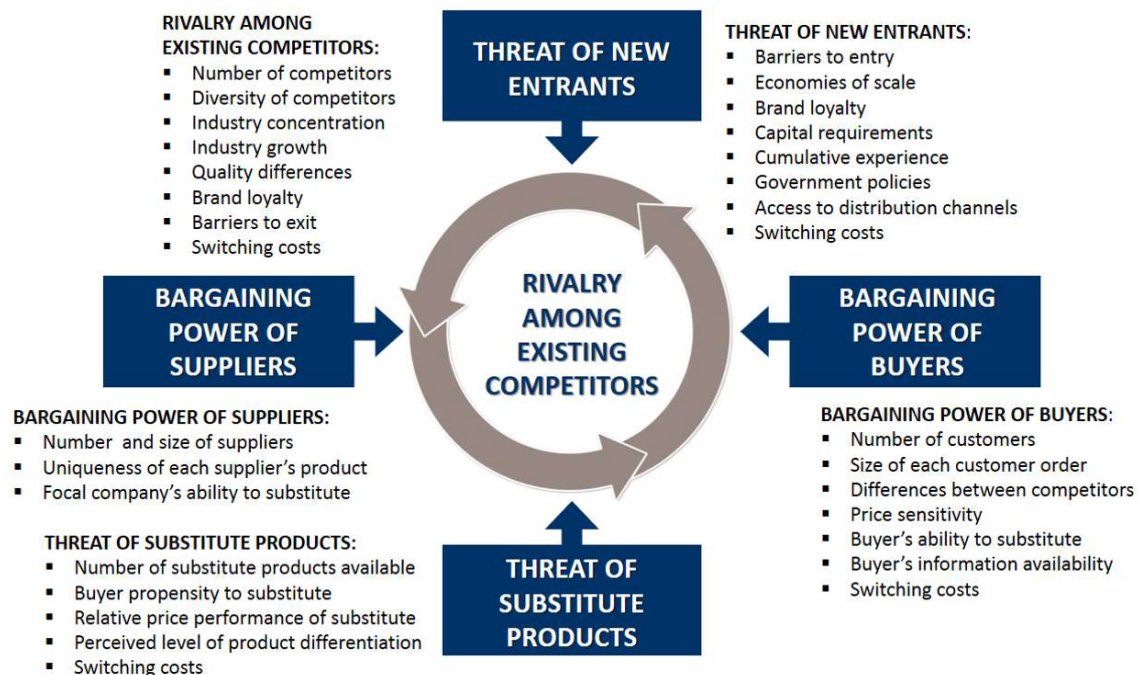 RIVALRY AMONG
EXISTING COMPETITORS:
▪ Number of competitors
▪ Diversity of competitors
▪ Industry concentration
▪ Industry growth
▪ Quality differences
▪ Brand loyalty
▪ Barriers to exit
▪ Switching costs
THREAT OF NEW
ENTRANTS
THREAT OF NEW ENTRANTS:
▪ Barriers to entry
▪ Economies of scale
▪ Brand loyalty
▪ Capital requirements
▪ Cumulative experience
▪ Government policies
▪ Access to distribution channels
▪ Switching costs
BARGAINING
POWER OF
SUPPLIERS
RIVALRY
AMONG
EXISTING
COMPETITORS
BARGAINING
POWER OF
BUYERS
BARGAINING POWER OF SUPPLIERS:
▪ Number and size of suppliers
▪ Uniqueness of each supplier’s product
▪ Focal company’s ability to substitute
BARGAINING POWER OF BUYERS:
▪ Number of customers
▪ Size of each customer order
▪ Differences between competitors
▪ Price sensitivity
▪ Buyer’s ability to substitute
▪ Buyer’s information availability
▪ Switching costs
THREAT OF SUBSTITUTE PRODUCTS:
▪ Number of substitute products available
▪ Buyer propensity to substitute
▪ Relative price performance of substitute
▪ Perceived level of product differentiation
▪ Switching costs
THREAT OF
SUBSTITUTE
PRODUCTS